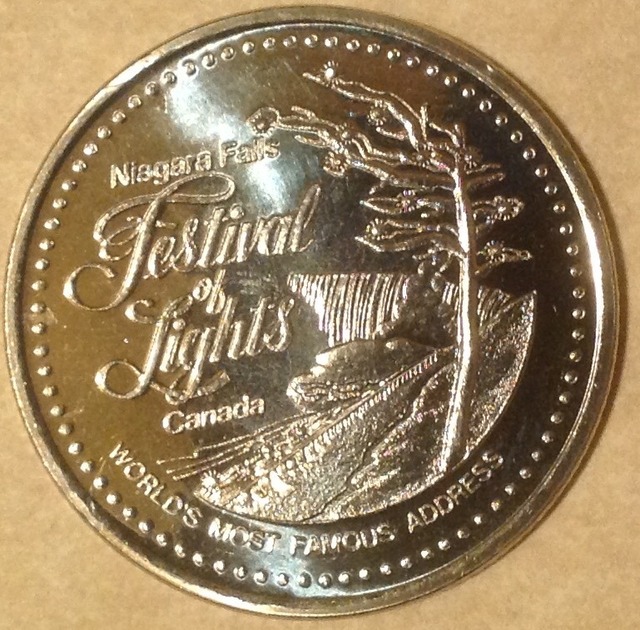 Niagara Falls
Festival
of
Lights
Canada
WORLD'S MOST FAMOUS ADDRESS